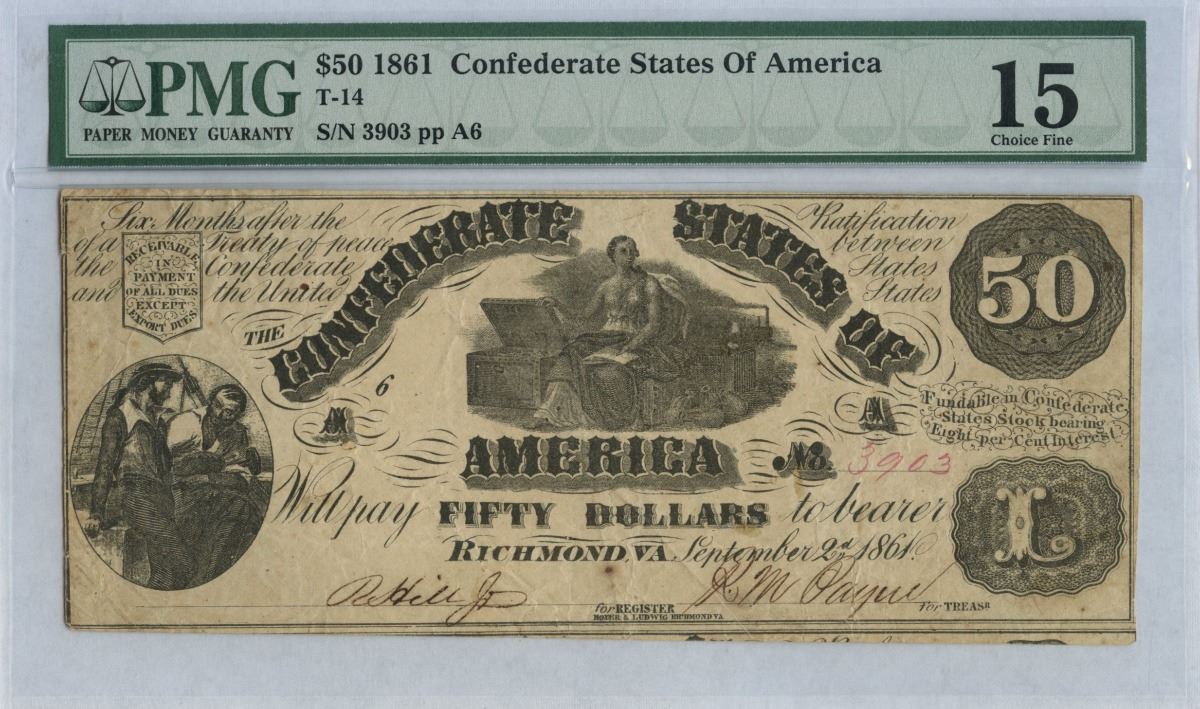 PMG
PAPER MONEY GUARANTY
$50 1861 Confederate States Of America
T-14
S/N 3903 pp A6
15
Choice Fine
Six Months after the Ratification
of a Treaty of peace between
the Confederate States
and the United States
RECEIVABLE
IN
PAYMENT
OF ALL DUES
EXCEPT
EXPORT DUES
THE CONFEDERATE STATES OF
AMERICA
50
6
A
A
Fundable in Confederate
States Stock bearing
Eight per Cent Interest
No. 3903
Will pay FIFTY DOLLARS to bearer
RICHMOND, VA September 2nd 1861
L
R Hill Jr
for REGISTER
HOYER & LUDWIG RICHMOND VA
L M Payne
for TREASR